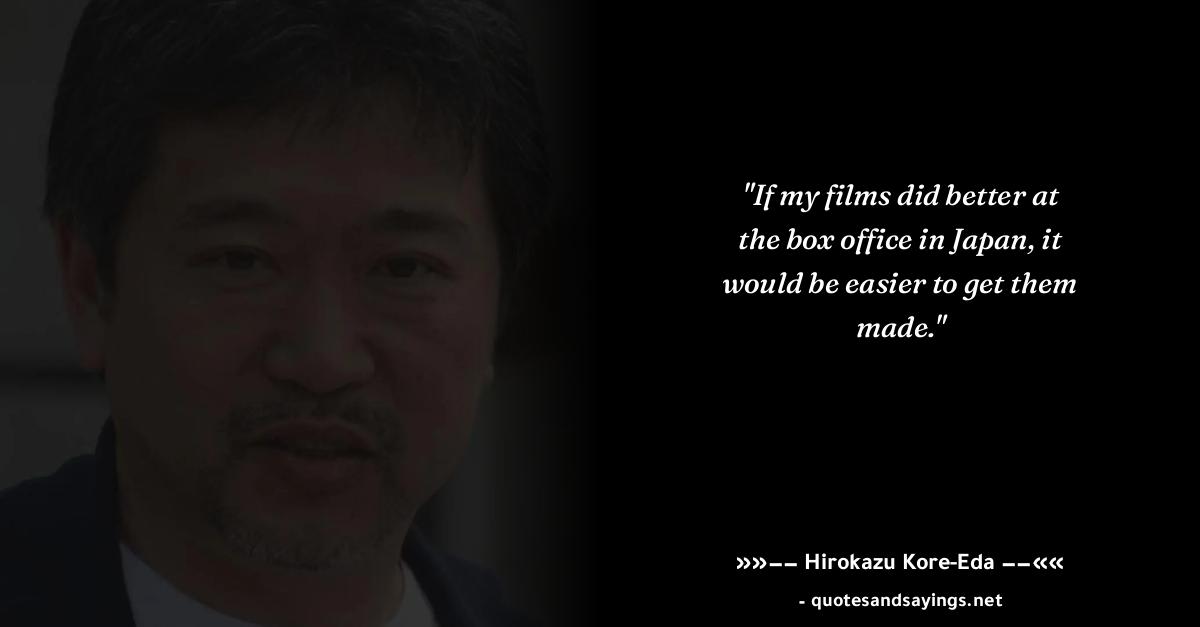 "If my films did better at
the box office in Japan, it
would be easier to get them
made."
»»−− Hirokazu Kore-Eda −−««
- quotesandsayings.net